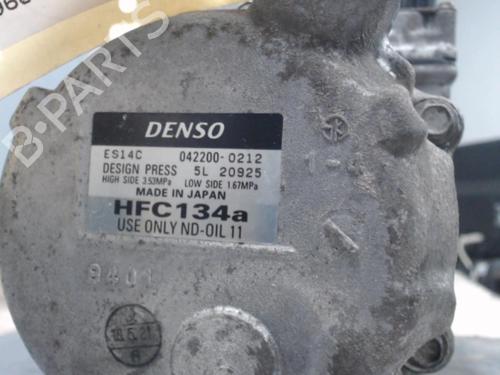 B-PARTS
DENSO
ES14C 042200-0212
DESIGN PRESS 5L 20925
HIGH SIDE 3.53MPa LOW SIDE 1.67MPa
MADE IN JAPAN
HFC134a
USE ONLY ND-OIL 11
9401